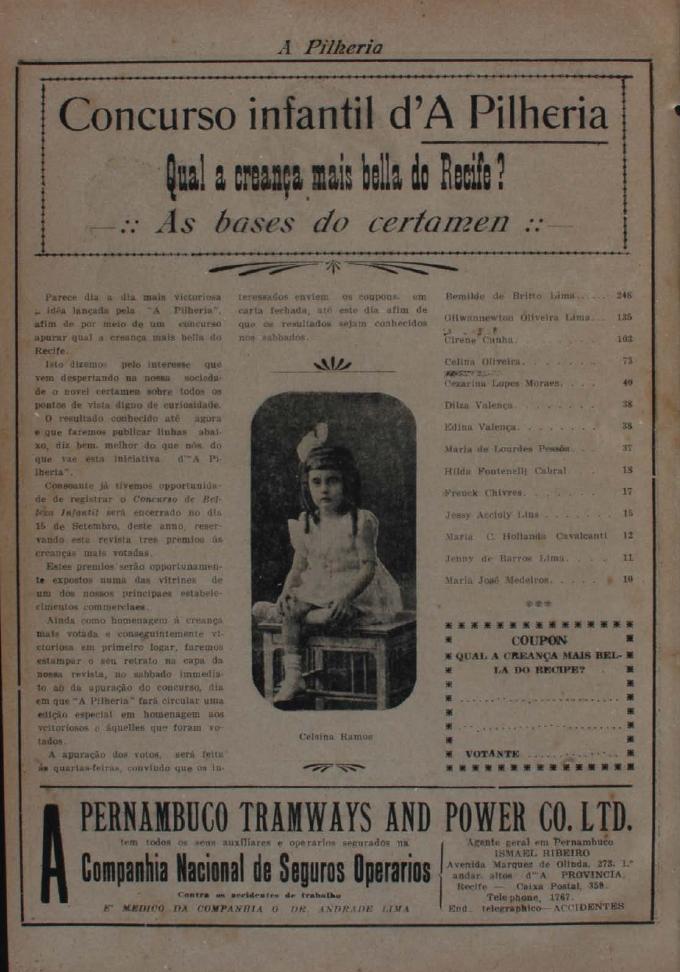 A Pilheria
Concurso infantil d'A Pilheria
Qual a creança mais bella do Recife?
As bases do certamen
Parece dia a dia mais victoriosa
idéa lançada pela "A Pilheria",
afim de por meio de um concurso
apurar qual a creança mais bella do
Recife.
Isto dizemos pelo interesse que
vem despertando na nossa socieda-
de o novel certamen sobre todos os
pontos de vista digno de curiosidade.
O resultado conhecido até agora
e que faremos publicar linhas abai-
xo, diz bem melhor do que nós, do
que vae esta iniciativa d'"A Pi-
lheria".
Consoante já tivemos opportunida-
de de registrar o Concurso de Bel-
leza Infantil será encerrado no dia
15 de Setembro, deste anno, reser-
vando esta revista tres premios ás
creanças mais votadas.
Estes premios serão opportunamen-
te expostos numa das vitrines de
um dos nossos principaes estabele-
cimentos commerciaes.
Ainda como homenagem á creança
mais votada e conseguintemente vi-
ctoriosa em primeiro logar, faremos
estampar o seu retrato na capa da
nossa revista, no sabbado immedia-
to ao da apuração do concurso, dia
em que "A Pilheria" fará circular uma
edição especial em homenagem aos
vcitoriosos e áquelles que foram vo-
tados.
A apuração dos votos, será feita
ás quartas-feiras, convindo que os in-
teressados enviem os coupons, em
carta fechada, até este dia afim de
que os resultados sejam conhecidos
nos sabbados.
Celsina Ramos
Bemilde de Britto Lima..... 246
Oliwannewton Oliveira Lima... 135
Cirene Cunha. 103
Celina Oliveira. . . . . . . . 73
Cezarina Lopes Moraes. . . . 40
Dilza Valença. . . . . . . . . 38
Edina Valença. . . . . . . . 38
Maria de Lourdes Pessôa. . . 37
Hilda Fontenelli Cabral. . . . 18
Frenck Chivres. . . . . . . . 17
Jessy Accioly Lins . . . . . . 15
Maria C. Hollanda Cavalcanti 12
Jenny de Barros Lima. . . . . 11
Maria José Medeiros. . . . . . 10
COUPON
QUAL A CREANÇA MAIS BEL-
LA DO RECIPE?
VOTANTE
A PERNAMBUCO TRAMWAYS AND POWER CO. LTD.
tem todos os seus auxiliares e operarios segurados na
Companhia Nacional de Seguros Operarios
Contra os accidentes de trabalho
E' MEDICO DA COMPANHIA O DR. ANDRADE LIMA
Agente geral em Pernambuco
ISMAEL RIBEIRO
Avenida Marquez de Olinda, 273. 1.º
andar. altos d'"A PROVINCIA.
Recife — Caixa Postal, 359.
Telephone, 1767.
End. telegraphico—ACCIDENTES